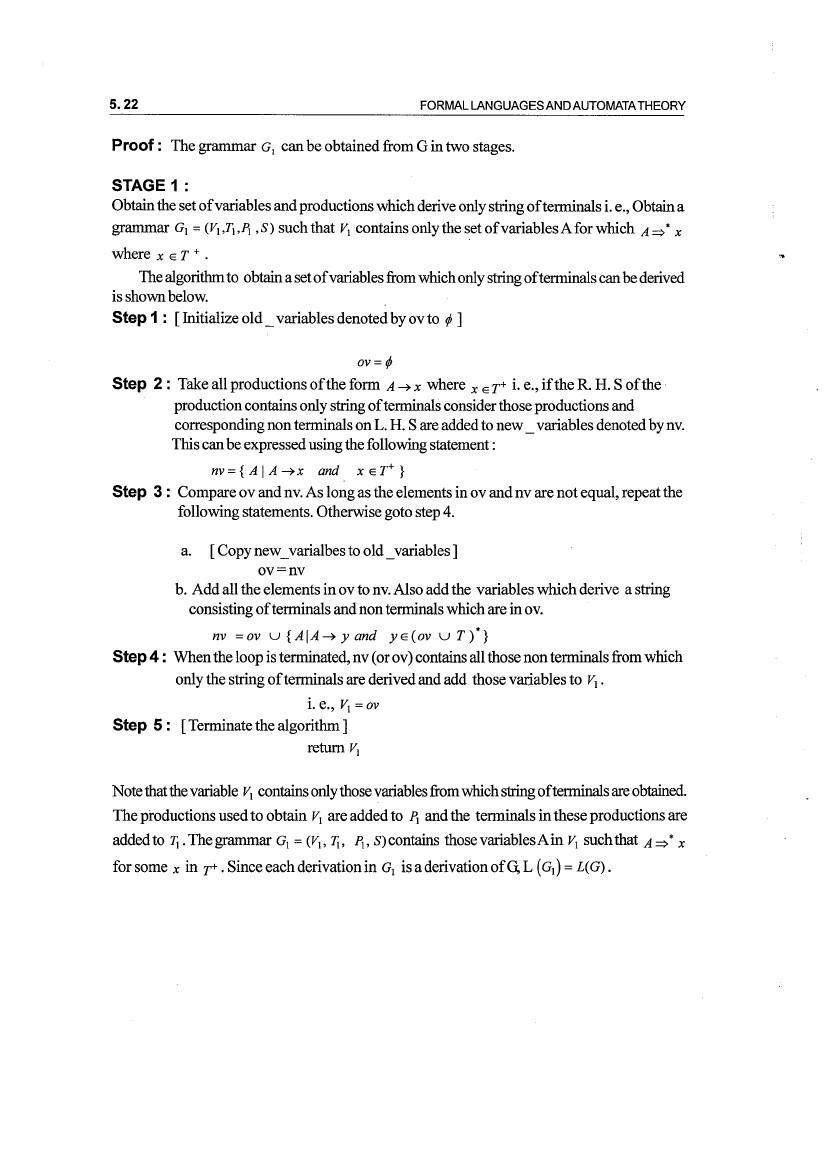 5. 22 FORMAL LANGUAGES AND AUTOMATA THEORY
Proof : The grammar G₁ can be obtained from G in two stages.
STAGE 1 :
Obtain the set of variables and productions which derive only string of terminals i. e., Obtain a
grammar G₁ = (V₁,T₁,P₁ ,S) such that V₁ contains only the set of variables A for which A ⇒* x
where x ∈ T ⁺ .
The algorithm to obtain a set of variables from which only string of terminals can be derived
is shown below.
Step 1 : [ Initialize old _ variables denoted by ov to ϕ ]
ov = ϕ
Step 2 : Take all productions of the form A → x where x ∈ T⁺ i. e., if the R. H. S of the
production contains only string of terminals consider those productions and
corresponding non terminals on L. H. S are added to new _ variables denoted by nv.
This can be expressed using the following statement :
nv = { A | A → x and x ∈ T⁺ }
Step 3 : Compare ov and nv. As long as the elements in ov and nv are not equal, repeat the
following statements. Otherwise goto step 4.
a. [ Copy new_varialbes to old _variables ]
ov = nv
b. Add all the elements in ov to nv. Also add the variables which derive a string
consisting of terminals and non terminals which are in ov.
nv = ov ∪ { A|A → y and y ∈ (ov ∪ T )* }
Step 4 : When the loop is terminated, nv (or ov) contains all those non terminals from which
only the string of terminals are derived and add those variables to V₁ .
i. e., V₁ = ov
Step 5 : [ Terminate the algorithm ]
return V₁
Note that the variable V₁ contains only those variables from which string of terminals are obtained.
The productions used to obtain V₁ are added to P₁ and the terminals in these productions are
added to T₁ . The grammar G₁ = (V₁, T₁, P₁, S) contains those variables A in V₁ such that A ⇒* x
for some x in T⁺ . Since each derivation in G₁ is a derivation of G, L (G₁) = L(G) .